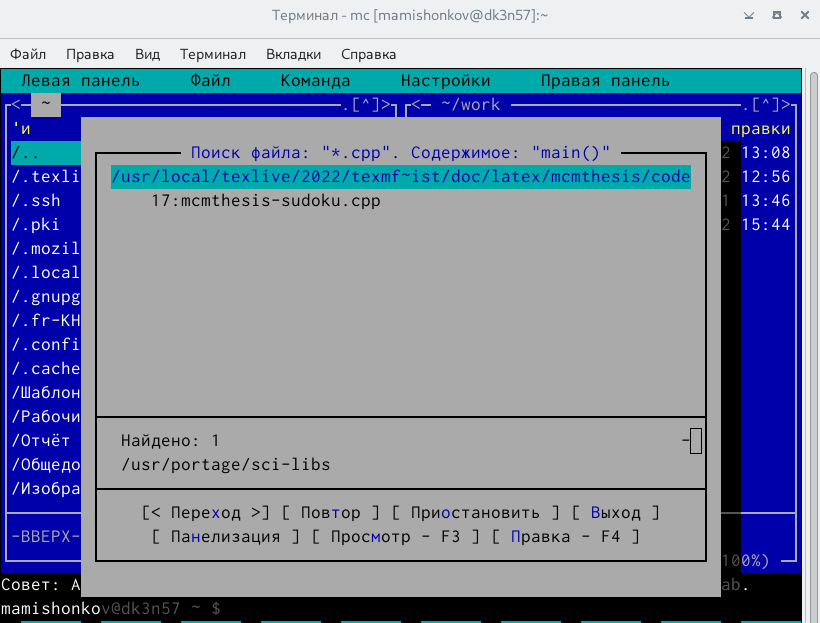 Терминал - mc [mamishonkov@dk3n57]:~
Файл Правка Вид Терминал Вкладки Справка
Левая панель Файл Команда Настройки Правая панель
<─ ~ .[^]> <─ ~/work .[^]>
'и правки
/.. 2 13:08
/.texli 2 12:56
/.ssh 1 13:46
/.pki 2 15:44
/.mozil
/.local
/.gnupg
/.fr-KH
/.confi
/.cache
/Шаблон
/Рабочи
/Отчёт
/Общедо
/Изобра
-ВВЕРХ-
100%)
Поиск файла: "*.cpp". Содержимое: "main()"
/usr/local/texlive/2022/texmf~ist/doc/latex/mcmthesis/code
17:mcmthesis-sudoku.cpp
Найдено: 1 -
/usr/portage/sci-libs
[< Переход >] [ Повтор ] [ Приостановить ] [ Выход ]
[ Панелизация ] [ Просмотр - F3 ] [ Правка - F4 ]
Совет: A ab.
mamishonkov@dk3n57 ~ $